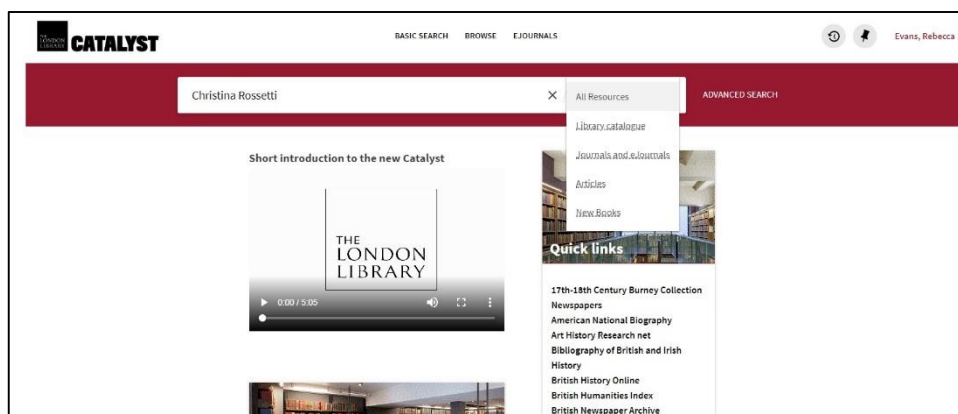 THE
LONDON
LIBRARY
CATALYST
BASIC SEARCH BROWSE EJOURNALS
Evans, Rebecca
Christina Rossetti
All Resources
ADVANCED SEARCH
Library catalogue
Journals and eJournals
Articles
New Books
Short introduction to the new Catalyst
THE
LONDON
LIBRARY
0:00 / 5:05
Quick links
17th-18th Century Burney Collection
Newspapers
American National Biography
Art History Research net
Bibliography of British and Irish
History
British History Online
British Humanities Index
British Newspaper Archive